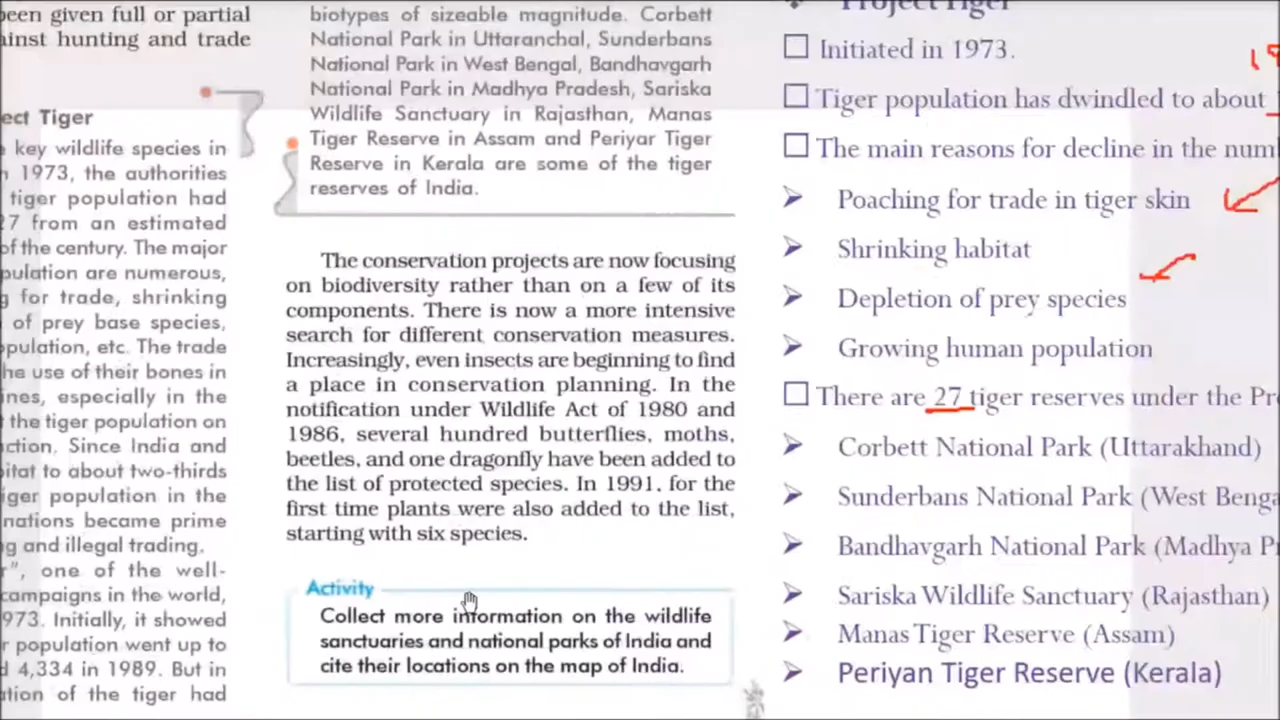 been given full or partial
ainst hunting and trade
ect Tiger
key wildlife species in
1973, the authorities
tiger population had
27 from an estimated
of the century. The major
pulation are numerous,
g for trade, shrinking
of prey base species,
opulation, etc. The trade
he use of their bones in
ines, especially in the
t the tiger population on
ction. Since India and
itat to about two-thirds
iger population in the
nations became prime
g and illegal trading.
r", one of the well-
campaigns in the world,
973. Initially, it showed
r population went up to
d 4,334 in 1989. But in
ation of the tiger had
biotypes of sizeable magnitude. Corbett
National Park in Uttaranchal, Sunderbans
National Park in West Bengal, Bandhavgarh
National Park in Madhya Pradesh, Sariska
Wildlife Sanctuary in Rajasthan, Manas
Tiger Reserve in Assam and Periyar Tiger
Reserve in Kerala are some of the tiger
reserves of India.
The conservation projects are now focusing
on biodiversity rather than on a few of its
components. There is now a more intensive
search for different conservation measures.
Increasingly, even insects are beginning to find
a place in conservation planning. In the
notification under Wildlife Act of 1980 and
1986, several hundred butterflies, moths,
beetles, and one dragonfly have been added to
the list of protected species. In 1991, for the
first time plants were also added to the list,
starting with six species.
Activity
Collect more information on the wildlife
sanctuaries and national parks of India and
cite their locations on the map of India.
Project Tiger
Initiated in 1973.
Tiger population has dwindled to about
The main reasons for decline in the num
Poaching for trade in tiger skin
Shrinking habitat
Depletion of prey species
Growing human population
There are 27 tiger reserves under the Pr
Corbett National Park (Uttarakhand)
Sunderbans National Park (West Benga
Bandhavgarh National Park (Madhya P
Sariska Wildlife Sanctuary (Rajasthan)
Manas Tiger Reserve (Assam)
Periyan Tiger Reserve (Kerala)